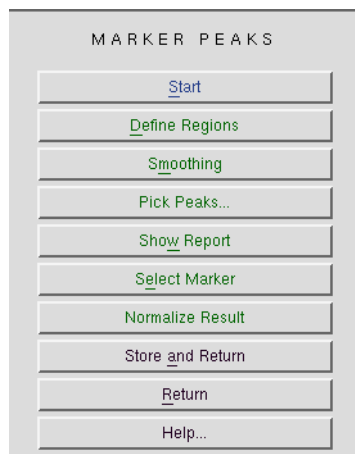 MARKER PEAKS
Start
Define Regions
Smoothing
Pick Peaks...
Show Report
Select Marker
Normalize Result
Store and Return
Return
Help...